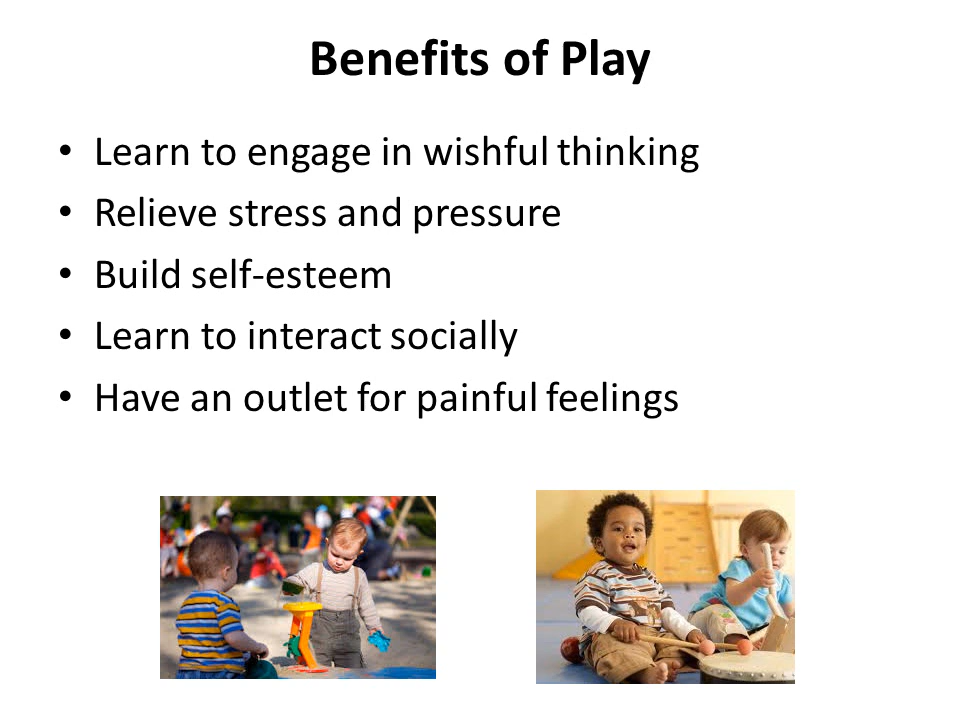 Benefits of Play
• Learn to engage in wishful thinking
• Relieve stress and pressure
• Build self-esteem
• Learn to interact socially
• Have an outlet for painful feelings